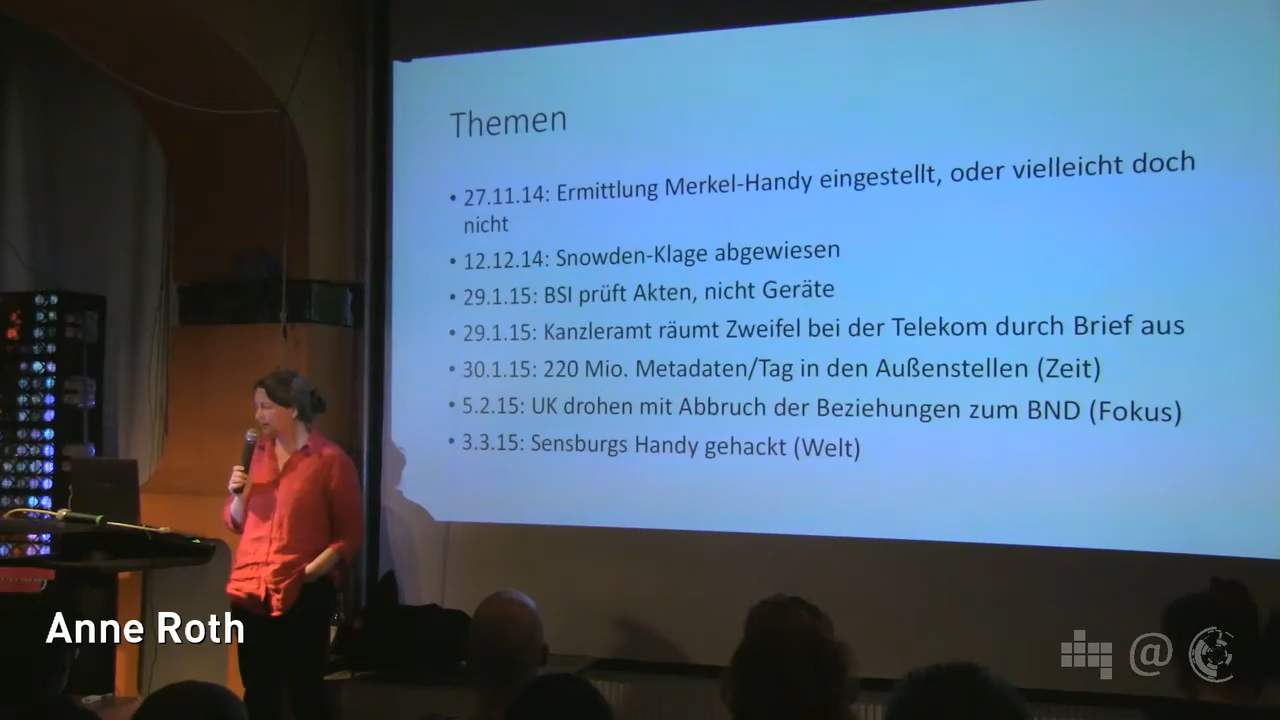 Themen
• 27.11.14: Ermittlung Merkel-Handy eingestellt, oder vielleicht doch
nicht
• 12.12.14: Snowden-Klage abgewiesen
• 29.1.15: BSI prüft Akten, nicht Geräte
• 29.1.15: Kanzleramt räumt Zweifel bei der Telekom durch Brief aus
• 30.1.15: 220 Mio. Metadaten/Tag in den Außenstellen (Zeit)
• 5.2.15: UK drohen mit Abbruch der Beziehungen zum BND (Fokus)
• 3.3.15: Sensburgs Handy gehackt (Welt)
Anne Roth
@